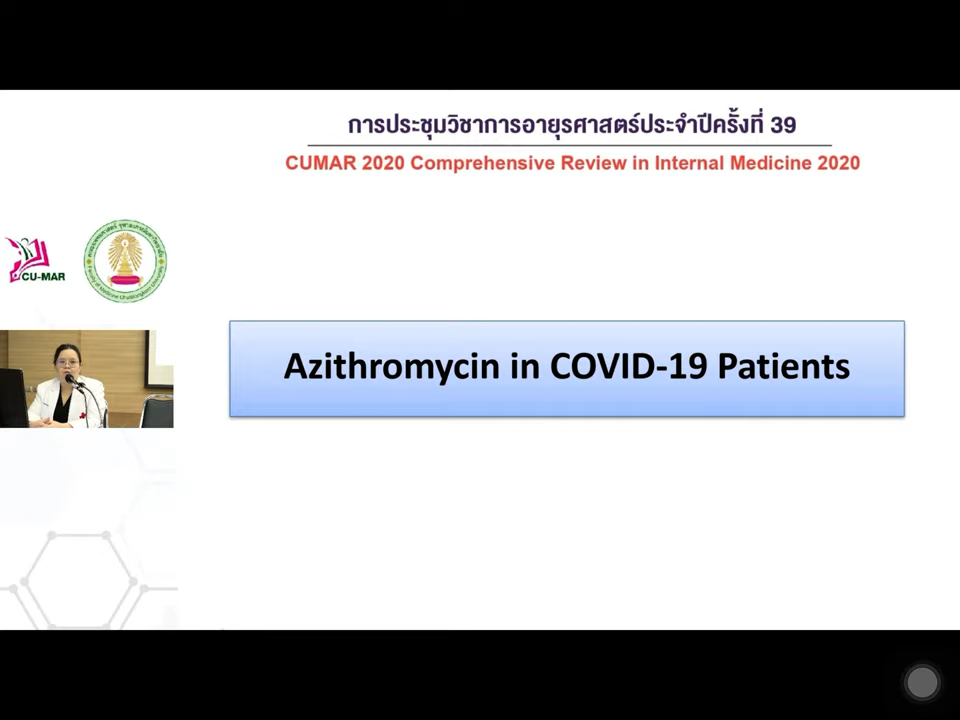 การประชุมวิชาการอายุรศาสตร์ประจำปีครั้งที่ 39
CUMAR 2020 Comprehensive Review in Internal Medicine 2020
CU-MAR
Azithromycin in COVID-19 Patients